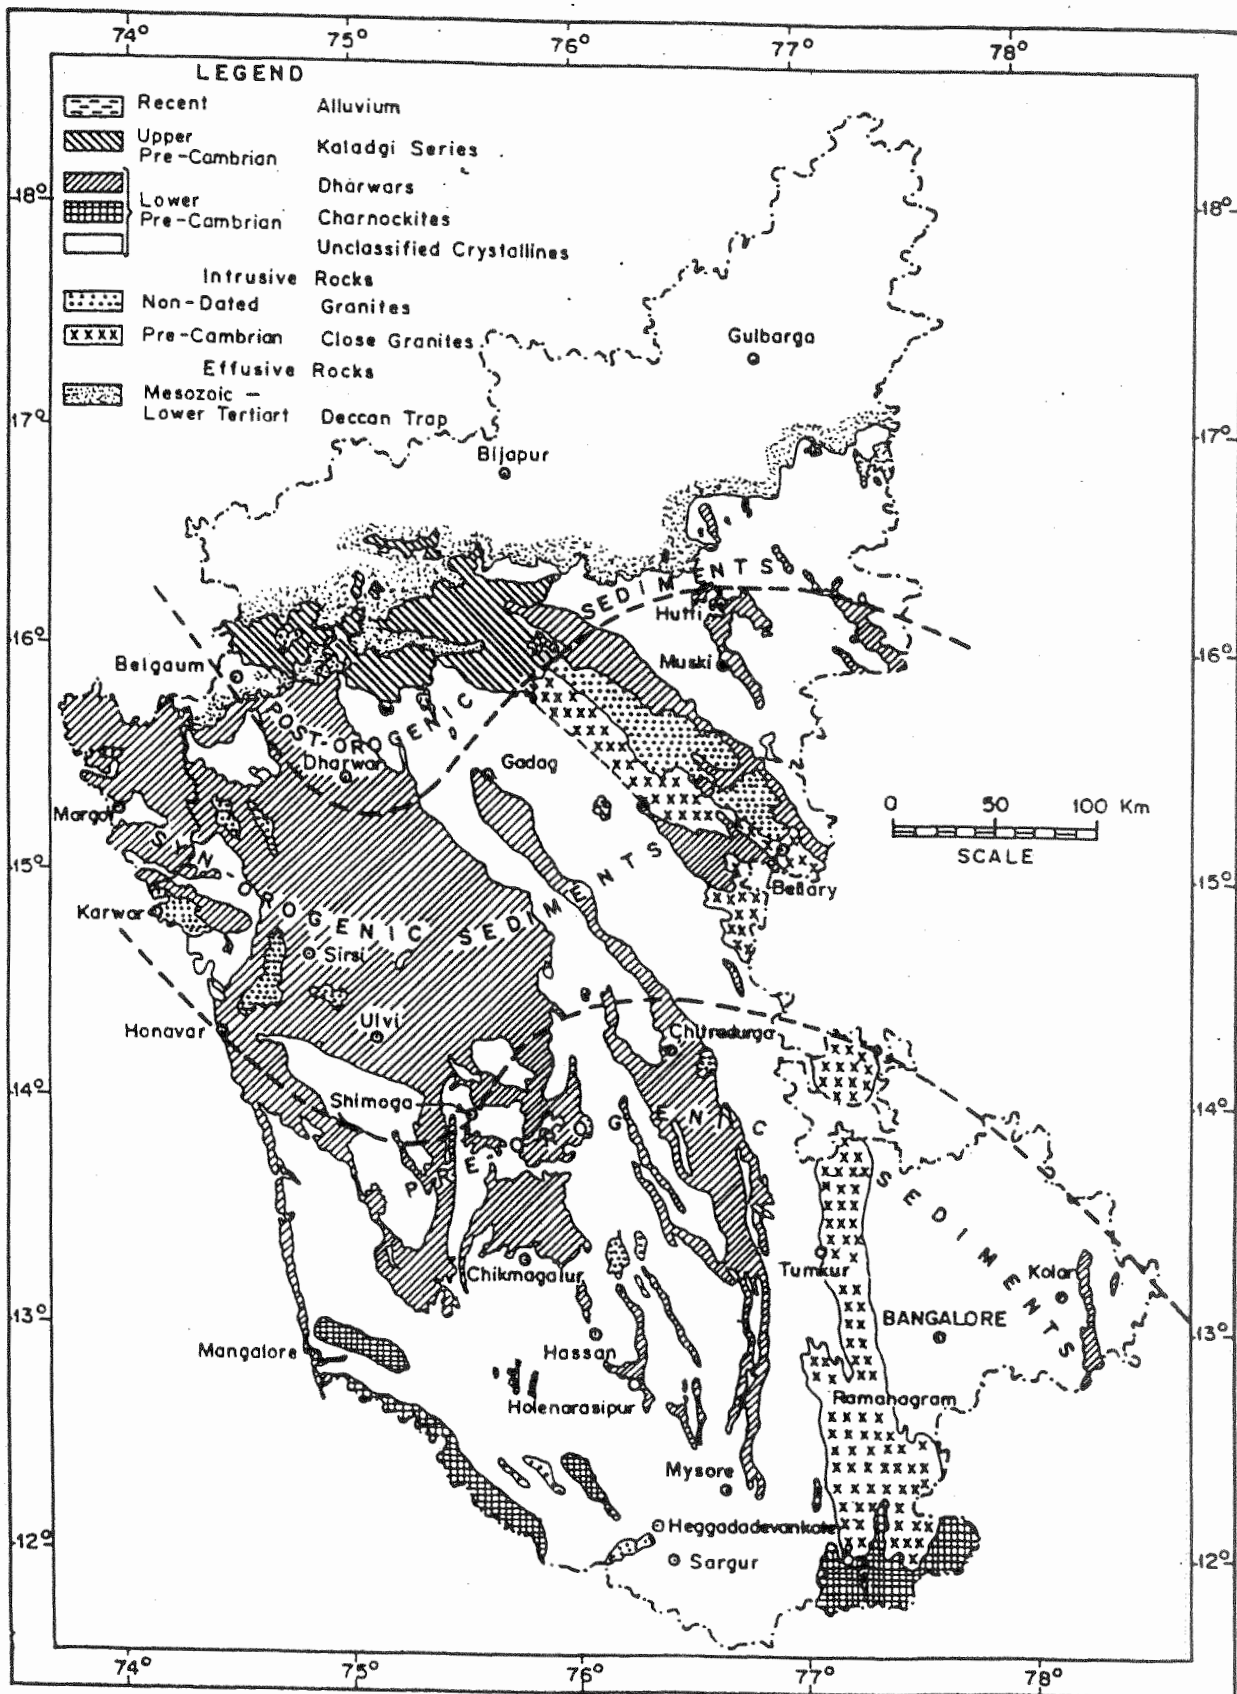 74° 75° 76° 77° 78°
LEGEND
Recent Alluvium
Upper
Pre-Cambrian Kaladgi Series
Dharwars
Lower
Pre-Cambrian Charnockites
Unclassified Crystallines
Intrusive Rocks
Non-Dated Granites
xxxx Pre-Cambrian Close Granites
Effusive Rocks
Mesozoic –
Lower Tertiart Deccan Trap
18° 18°
Gulbarga
17° 17°
Bijapur
SEDIMENTS
Hutti
16° 16°
Belgaum
Muski
POST-OROGENIC
Dharwar
Gadag
0 50 100 Km
SCALE
Margoa
15° 15°
Bellary
Karwar
SYN-OROGENIC SEDIMENTS
Sirsi
Honavar
Ulvi
Chitredurga
14° 14°
Shimoga
PRE-OROGENIC SEDIMENTS
Chikmagalur
Tumkur
Kolar
13° 13°
BANGALORE
Mangalore
Hassan
Holenarasipur
Ramahagram
Mysore
Heggadadevankote
12° 12°
Sargur
74° 75° 76° 77° 78°